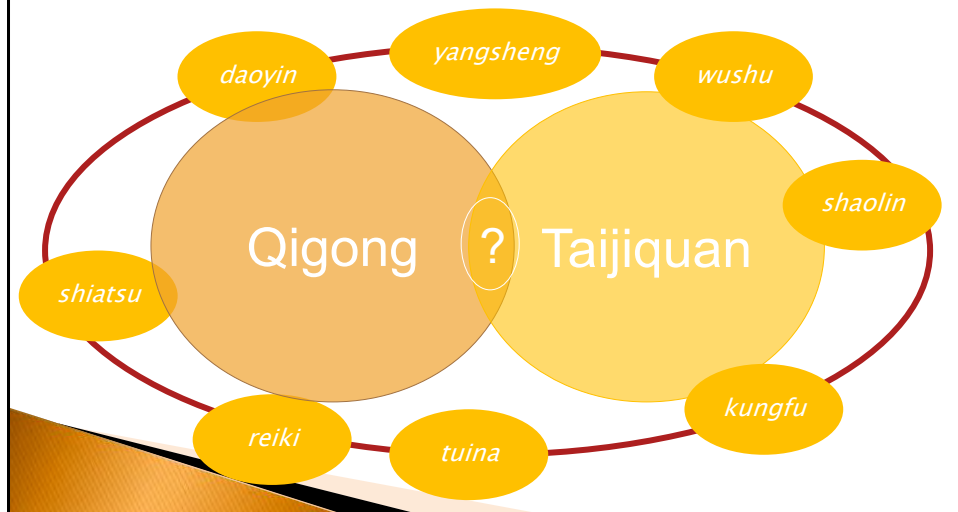 yangsheng
daoyin
wushu
shaolin
Qigong
?
Taijiquan
shiatsu
kungfu
reiki
tuina